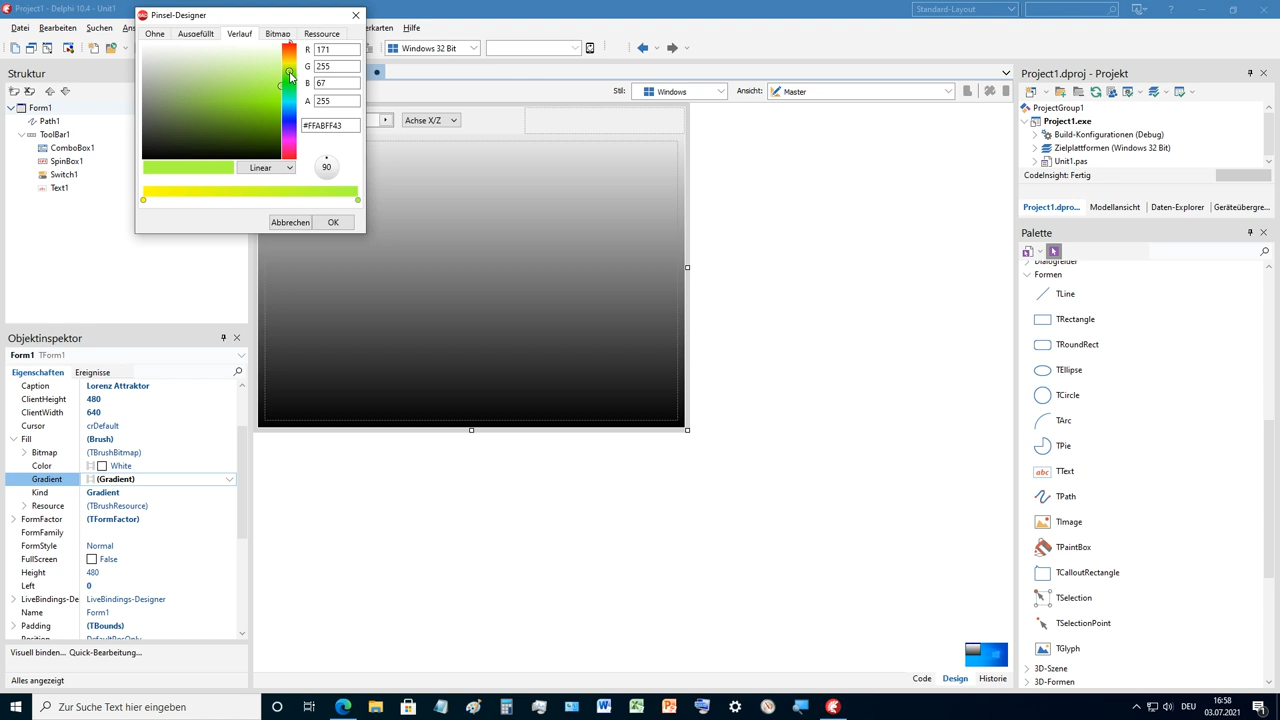 Project1 - Delphi 10.4 - Unit1
Standard-Layout
Datei
Bearbeiten
Suchen
Hilfe
Windows 32 Bit
Pinsel-Designer
Ohne
Ausgefüllt
Verlauf
Bitmap
Ressource
R
171
G
255
B
67
A
255
#FFABFF43
Linear
90
Abbrechen
OK
Struktur
Form1
Path1
ToolBar1
ComboBox1
SpinBox1
Switch1
Text1
Stil:
Windows
Ansicht:
Master
Achse X/Z
Project1.dproj - Projekt
ProjectGroup1
Project1.exe
Build-Konfigurationen (Debug)
Zielplattformen (Windows 32 Bit)
Unit1.pas
CodeInsight: Fertig
Project1.dpro...
Modellansicht
Daten-Explorer
Geräteübergre...
Palette
Dialogfelder
Formen
TLine
TRectangle
TRoundRect
TEllipse
TCircle
TArc
TPie
abc
TText
TPath
TImage
TPaintBox
TCalloutRectangle
TSelection
TSelectionPoint
TGlyph
3D-Szene
3D-Formen
Objektinspektor
Form1 TForm1
Eigenschaften
Ereignisse
Caption Lorenz Attraktor
ClientHeight 480
ClientWidth 640
Cursor crDefault
Fill (Brush)
Bitmap (TBrushBitmap)
Color White
Gradient (Gradient)
Kind Gradient
Resource (TBrushResource)
FormFactor (TFormFactor)
FormFamily
FormStyle Normal
FullScreen False
Height 480
Left 0
LiveBindings-De LiveBindings-Designer
Name Form1
Padding (TBounds)
Position DefaultPosOnly
Visuell binden... Quick-Bearbeitung...
Alles angezeigt
Code
Design
Historie
Zur Suche Text hier eingeben
DEU
16:58
03.07.2021